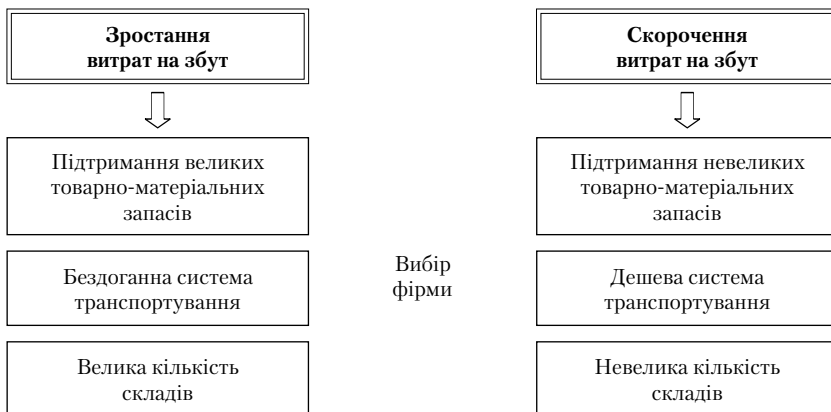 Зростання
витрат на збут
Скорочення
витрат на збут
Підтримання великих
товарно-матеріальних
запасів
Підтримання невеликих
товарно-матеріальних
запасів
Бездоганна система
транспортування
Вибір
фірми
Дешева система
транспортування
Велика кількість
складів
Невелика кількість
складів